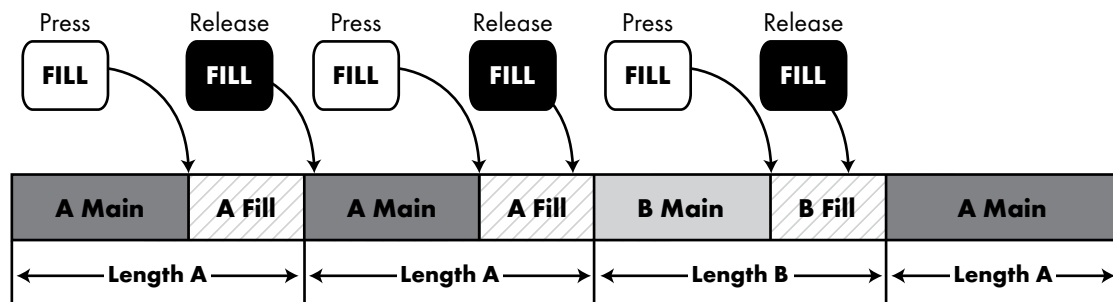 Press Release Press Release Press Release
FILL FILL FILL FILL FILL FILL
A Main A Fill A Main A Fill B Main B Fill A Main
Length A Length A Length B Length A